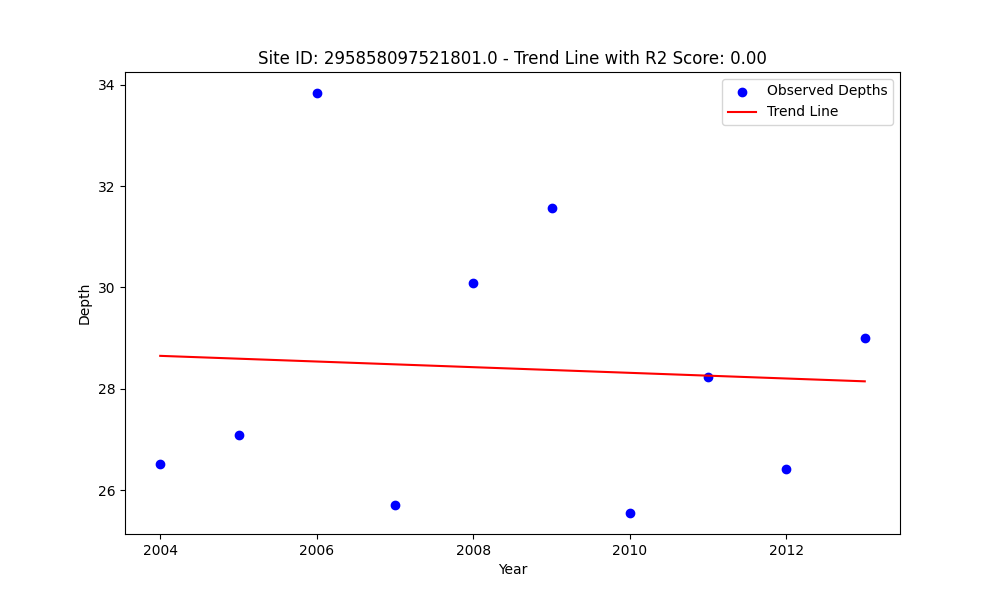 Site ID: 295858097521801.0 - Trend Line with R2 Score: 0.00
Observed Depths
Trend Line
34
32
30
28
26
Depth
2004
2006
2008
2010
2012
Year